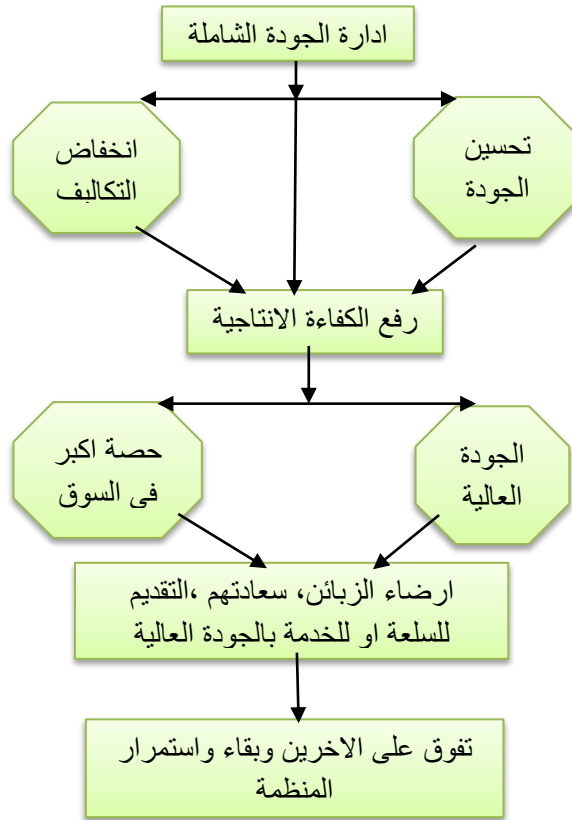 ادارة الجودة الشاملة
تحسين
الجودة
انخفاض
التكاليف
رفع الكفاءة الانتاجية
الجودة
العالية
حصة اكبر
في السوق
ارضاء الزبائن، سعادتهم ،التقديم
للسلعة او للخدمة بالجودة العالية
تفوق على الاخرين وبقاء واستمرار
المنظمة